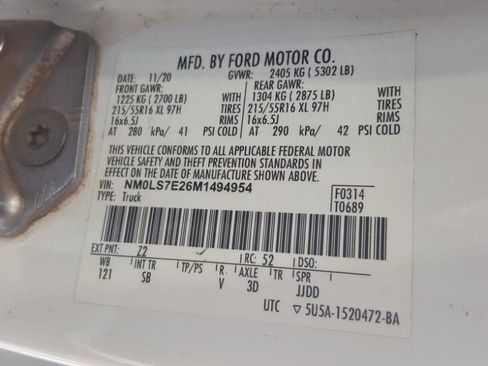 MFD. BY FORD MOTOR CO.
DATE: 11/20 GVWR: 2405 KG ( 5302 LB)
FRONT GAWR: REAR GAWR:
1225 KG ( 2700 LB) WITH 1304 KG ( 2875 LB) WITH
215/55R16 XL 97H TIRES 215/55R16 XL 97H TIRES
16x6.5J RIMS 16x6.5J RIMS
AT 280 kPa/ 41 PSI COLD AT 290 kPa/ 42 PSI COLD
THIS VEHICLE CONFORMS TO ALL APPLICABLE FEDERAL MOTOR
VEHICLE SAFETY AND THEFT PREVENTION STANDARDS IN
EFFECT ON THE DATE OF MANUFACTURE SHOWN ABOVE.
VIN: NM0LS7E26M1494954 F0314
TYPE: Truck T0689
EXT PNT: Z2 RC: 52 DSO:
WB INT TR TP/PS R. AXLE TR SPR
121 SB V 3D JJDD
UTC ▽ 5U5A-1520472-BA